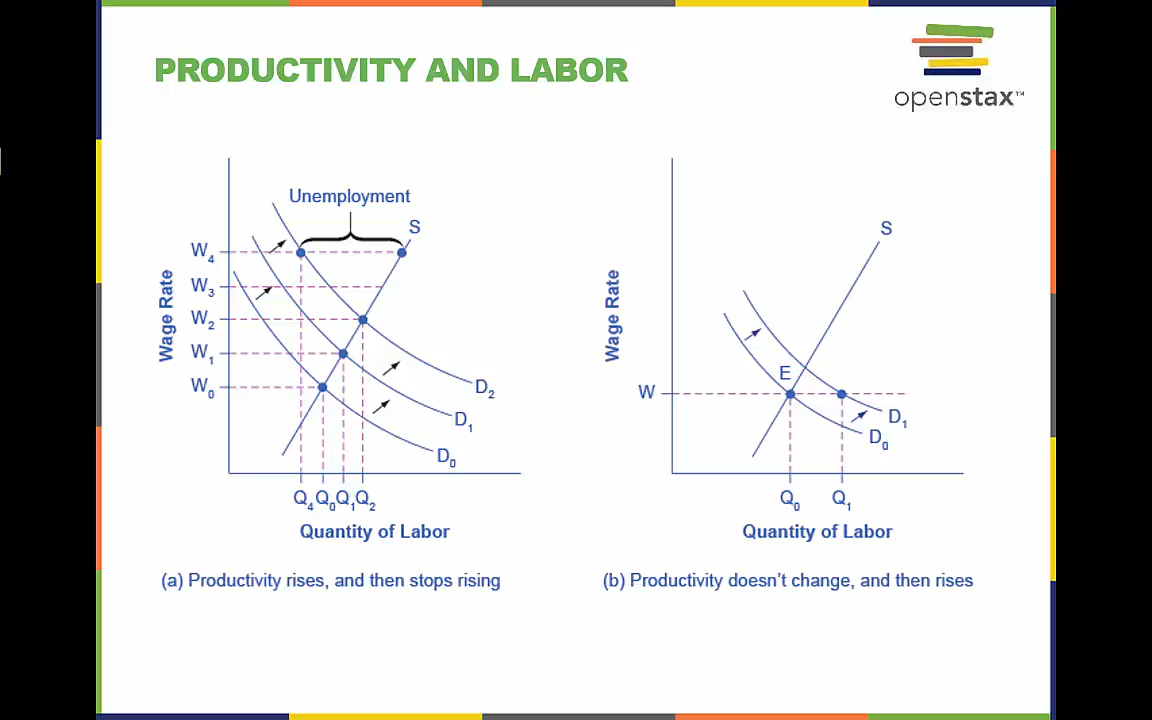 PRODUCTIVITY AND LABOR
openstax™
Unemployment
S
W4
W3
W2
W1
W0
Wage Rate
D2
D1
D0
Q4 Q0 Q1 Q2
Quantity of Labor
(a) Productivity rises, and then stops rising
S
Wage Rate
E
W
D1
D0
Q0 Q1
Quantity of Labor
(b) Productivity doesn't change, and then rises